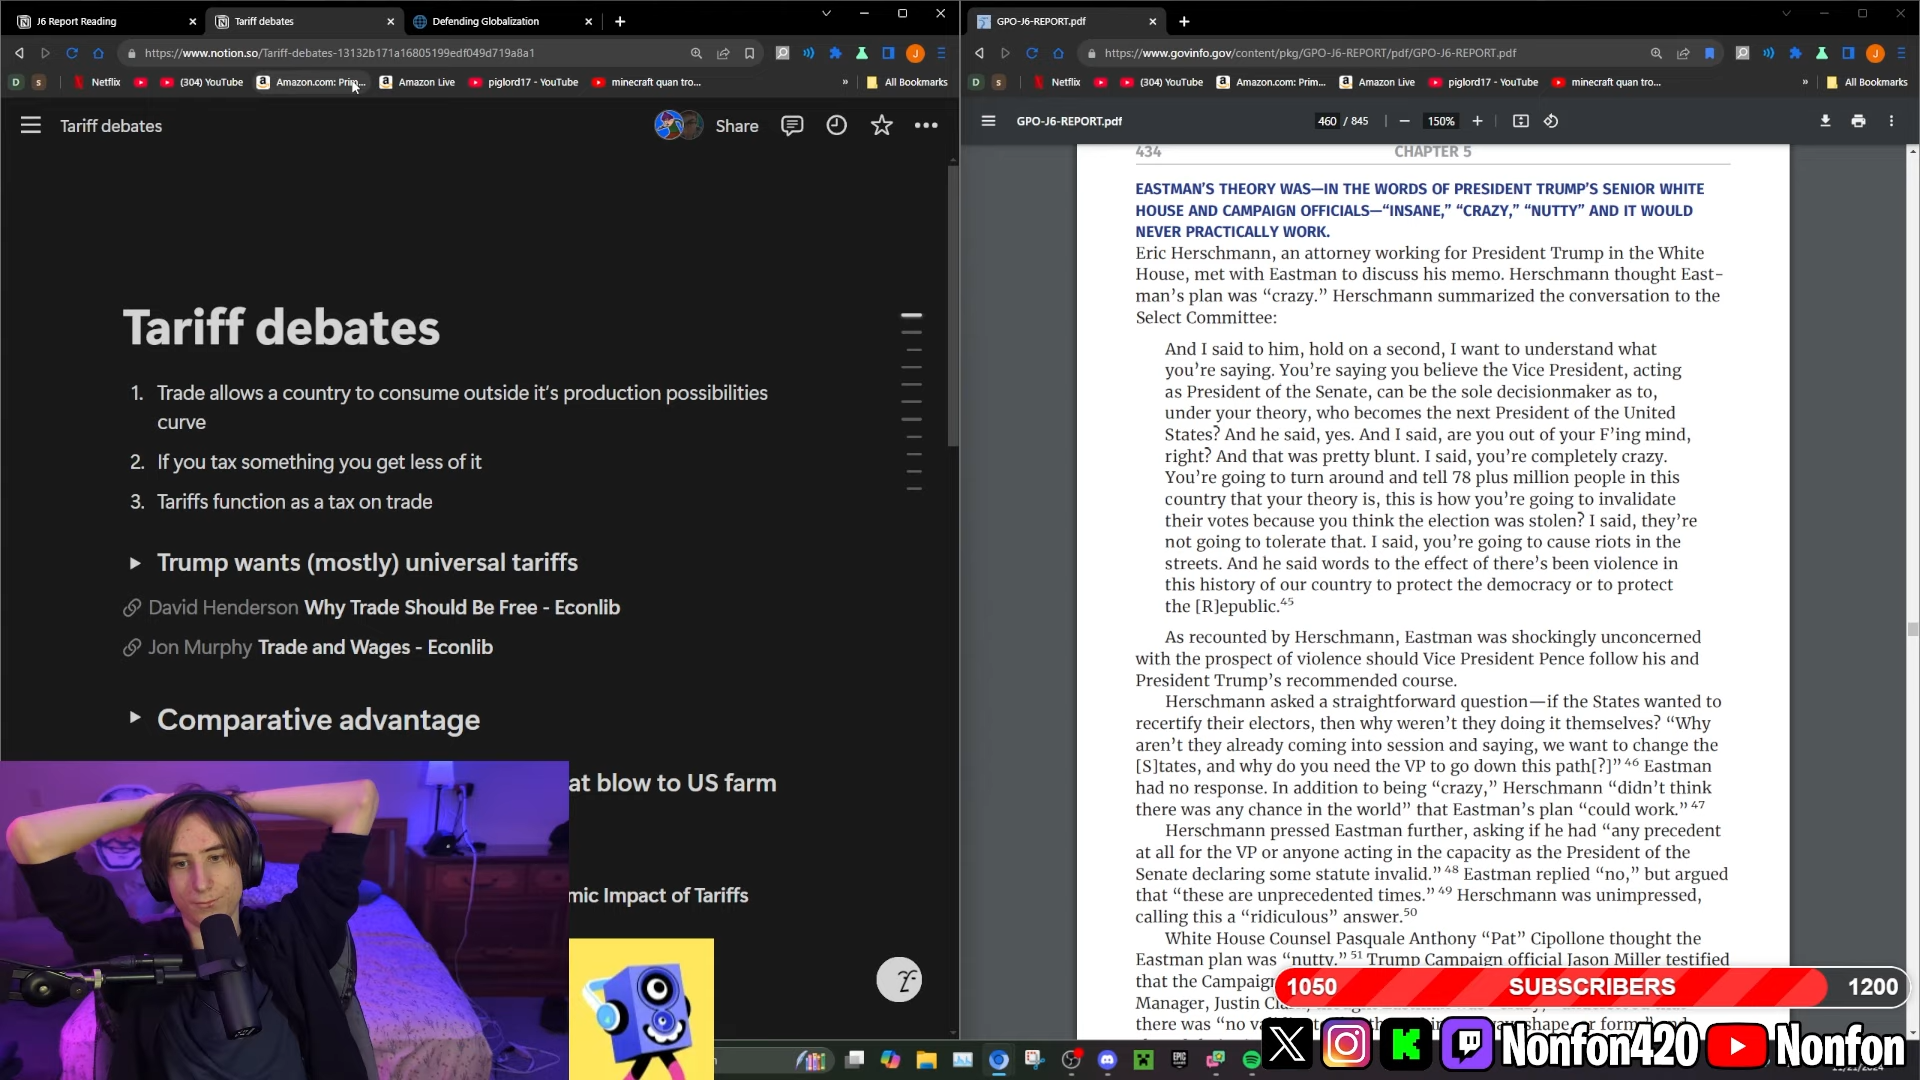 J6 Report Reading
Tariff debates
Defending Globalization
https://www.notion.so/Tariff-debates-13132b171a16805199edf049d719a8a1
Netflix
(304) YouTube
Amazon.com: Prim...
Amazon Live
piglord17 - YouTube
minecraft quan tro...
»
All Bookmarks
Tariff debates
Share
Tariff debates
1. Trade allows a country to consume outside it's production possibilities
curve
2. If you tax something you get less of it
3. Tariffs function as a tax on trade
Trump wants (mostly) universal tariffs
David Henderson Why Trade Should Be Free - Econlib
Jon Murphy Trade and Wages - Econlib
Comparative advantage
at blow to US farm
mic Impact of Tariffs
GPO-J6-REPORT.pdf
https://www.govinfo.gov/content/pkg/GPO-J6-REPORT/pdf/GPO-J6-REPORT.pdf
Netflix
(304) YouTube
Amazon.com: Prim...
Amazon Live
piglord17 - YouTube
minecraft quan tro...
»
All Bookmarks
GPO-J6-REPORT.pdf
460 / 845
150%
434 CHAPTER 5
EASTMAN'S THEORY WAS—IN THE WORDS OF PRESIDENT TRUMP'S SENIOR WHITE
HOUSE AND CAMPAIGN OFFICIALS—“INSANE,” “CRAZY,” “NUTTY” AND IT WOULD
NEVER PRACTICALLY WORK.
Eric Herschmann, an attorney working for President Trump in the White
House, met with Eastman to discuss his memo. Herschmann thought East-
man's plan was “crazy.” Herschmann summarized the conversation to the
Select Committee:
And I said to him, hold on a second, I want to understand what
you're saying. You're saying you believe the Vice President, acting
as President of the Senate, can be the sole decisionmaker as to,
under your theory, who becomes the next President of the United
States? And he said, yes. And I said, are you out of your F'ing mind,
right? And that was pretty blunt. I said, you're completely crazy.
You're going to turn around and tell 78 plus million people in this
country that your theory is, this is how you're going to invalidate
their votes because you think the election was stolen? I said, they're
not going to tolerate that. I said, you're going to cause riots in the
streets. And he said words to the effect of there's been violence in
this history of our country to protect the democracy or to protect
the [R]epublic.45
As recounted by Herschmann, Eastman was shockingly unconcerned
with the prospect of violence should Vice President Pence follow his and
President Trump's recommended course.
Herschmann asked a straightforward question—if the States wanted to
recertify their electors, then why weren't they doing it themselves? “Why
aren't they already coming into session and saying, we want to change the
[S]tates, and why do you need the VP to go down this path[?]” 46 Eastman
had no response. In addition to being “crazy,” Herschmann “didn't think
there was any chance in the world” that Eastman's plan “could work.” 47
Herschmann pressed Eastman further, asking if he had “any precedent
at all for the VP or anyone acting in the capacity as the President of the
Senate declaring some statute invalid.” 48 Eastman replied “no,” but argued
that “these are unprecedented times.” 49 Herschmann was unimpressed,
calling this a “ridiculous” answer.50
White House Counsel Pasquale Anthony “Pat” Cipollone thought the
Eastman plan was “nutty.” 51 Trump Campaign official Jason Miller testified
that the Campaign
Manager, Justin
there was “no
1050 SUBSCRIBERS 1200
Nonfon420 Nonfon